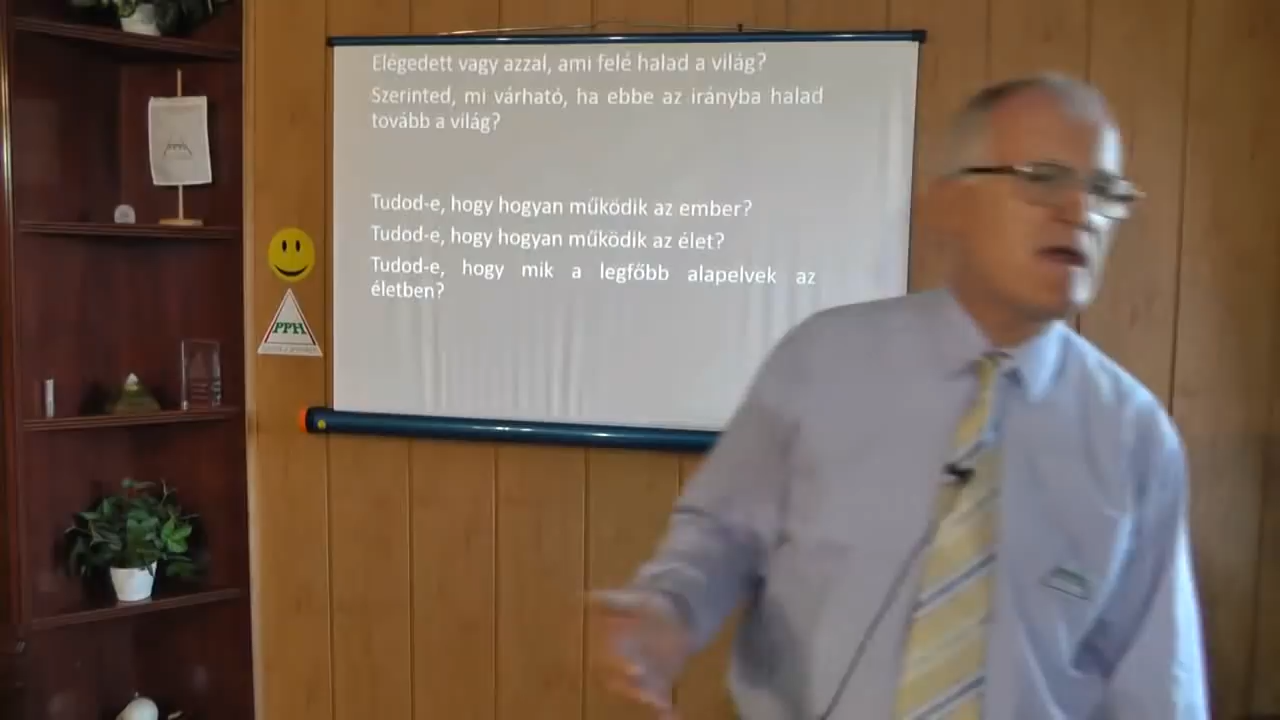 Elégedett vagy azzal, ami felé halad a világ?
Szerinted, mi várható, ha ebbe az irányba halad
tovább a világ?
Tudod-e, hogy hogyan működik az ember?
Tudod-e, hogy hogyan működik az élet?
Tudod-e, hogy mik a legfőbb alapelvek az
életben?
PPH
PPH